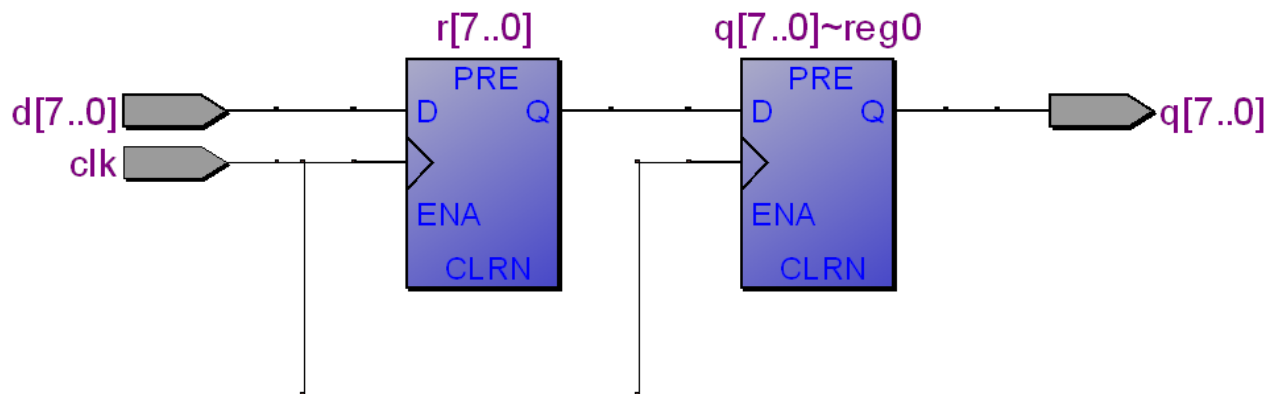 r[7..0] q[7..0]~reg0
PRE PRE
d[7..0] D Q D Q q[7..0]
clk
ENA ENA
CLRN CLRN